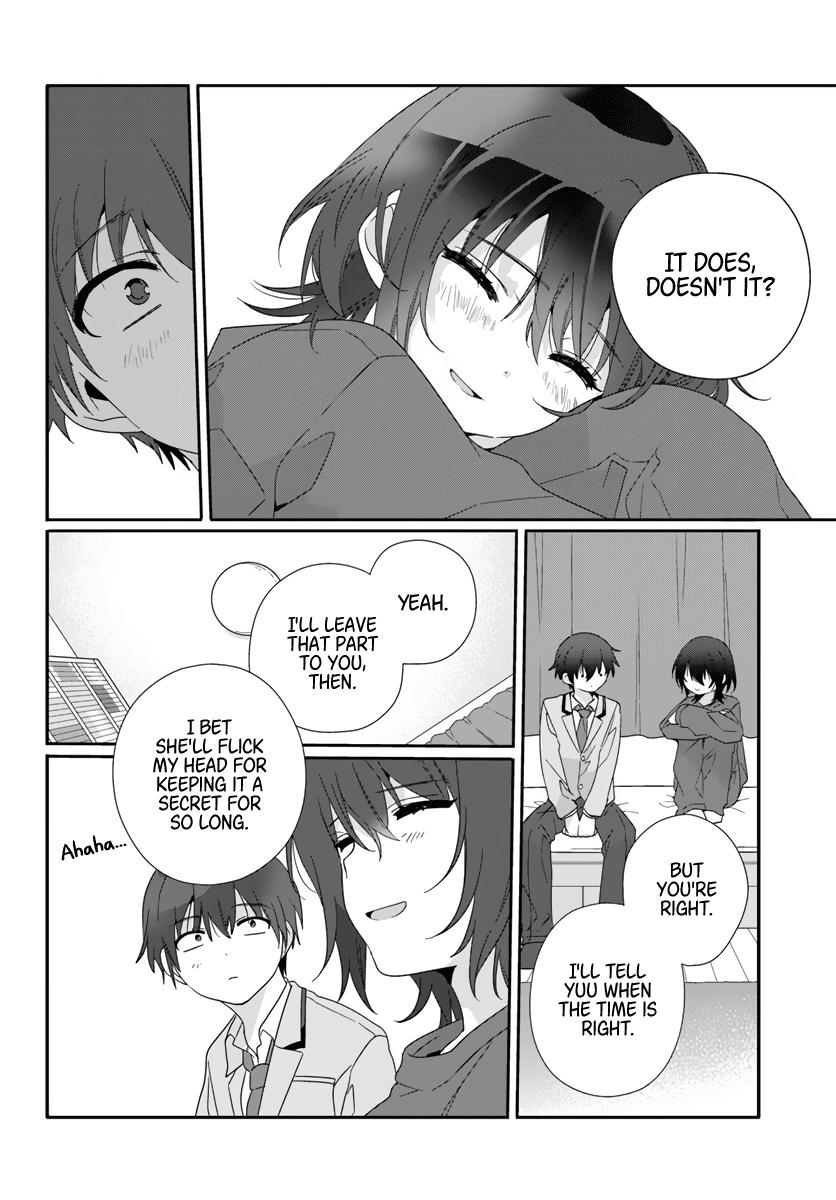 IT DOES,
DOESN'T IT?
BUT
YOU'RE
RIGHT.
I'LL TELL
YUU WHEN
THE TIME IS
RIGHT.
YEAH.
I'LL LEAVE
THAT PART
TO YOU,
THEN.
I BET
SHE'LL FLICK
MY HEAD FOR
KEEPING IT A
SECRET FOR
SO LONG.
Ahaha...